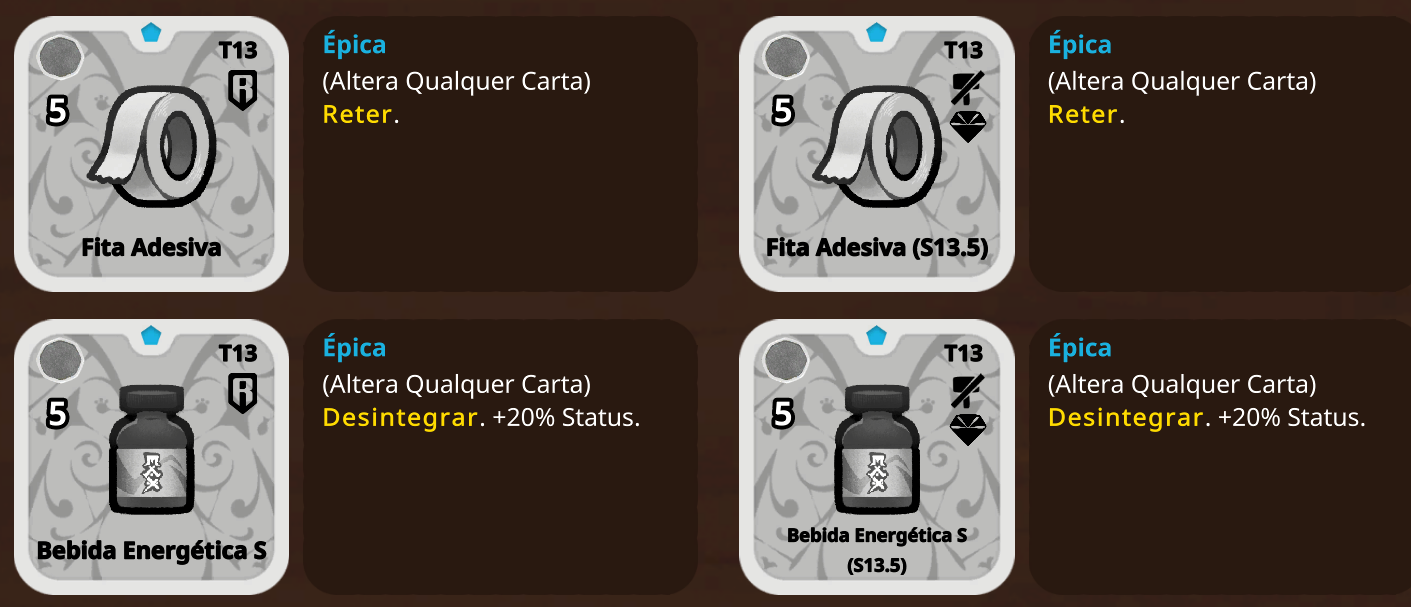 T13
5
Fita Adesiva
Épica
(Altera Qualquer Carta)
Reter.
T13
5
Fita Adesiva (S13.5)
Épica
(Altera Qualquer Carta)
Reter.
T13
5
Bebida Energética S
Épica
(Altera Qualquer Carta)
Desintegrar. +20% Status.
T13
5
Bebida Energética S
(S13.5)
Épica
(Altera Qualquer Carta)
Desintegrar. +20% Status.